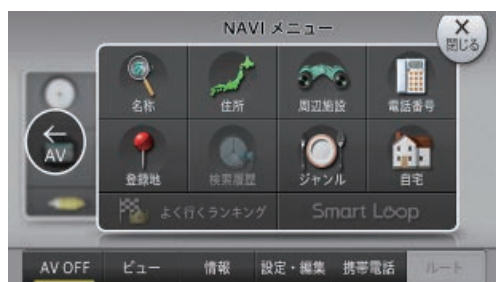 NAVI メニュー
閉じる
名称 住所 周辺施設 電話番号
AV
登録地 検索履歴 ジャンル 自宅
よく行くランキング Smart Loop
AV OFF ビュー 情報 設定・編集 携帯電話 ルート